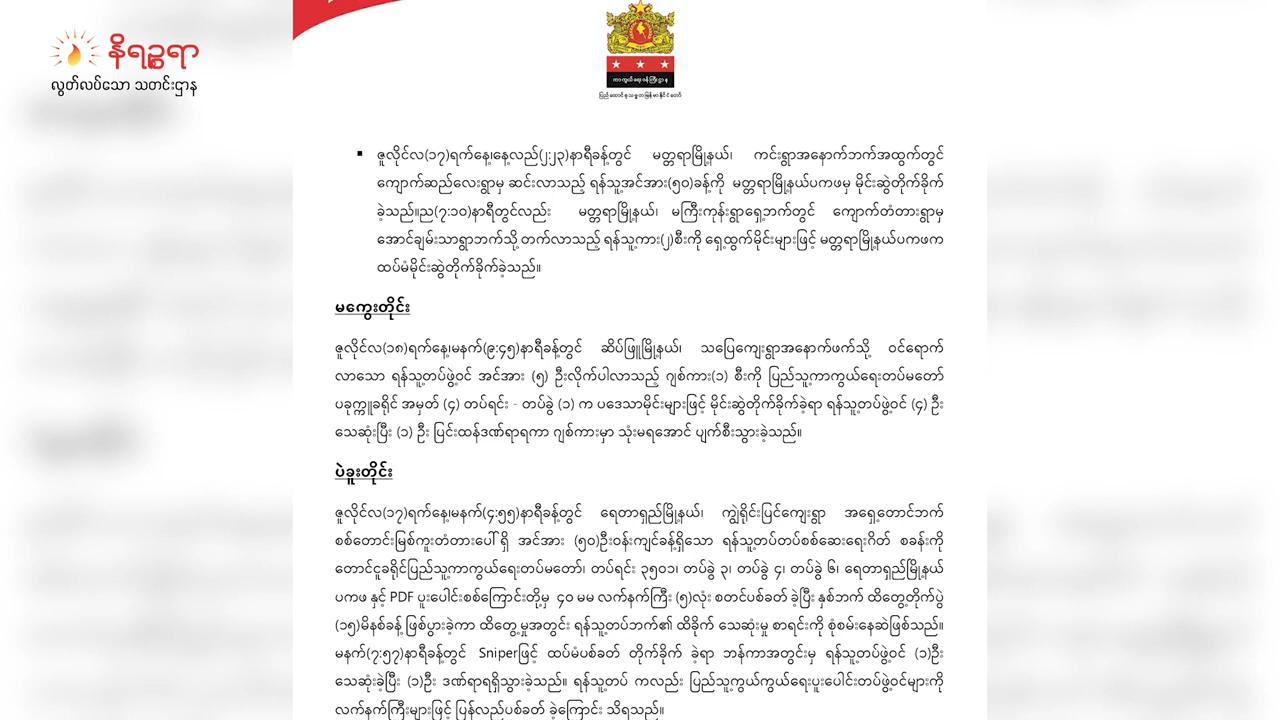 နိရဉ္စရာ
လွတ်လပ်သော သတင်းဌာန
ကာကွယ်ရေးဝန်ကြီးဌာန
ပြည်ထောင်စုသမ္မတမြန်မာနိုင်ငံတော်
▪ ဇူလိုင်လ(၁၇)ရက်နေ့၊နေ့လည်(၂:၂၃)နာရီခန့်တွင် မတ္တရာမြို့နယ်၊ ကင်းရွာအနောက်ဘက်အထွက်တွင်
ကျောက်ဆည်လေးရွာမှ ဆင်းလာသည့် ရန်သူ့အင်အား(၅၀)ခန့်ကို မတ္တရာမြို့နယ်ပကဖမှ မိုင်းဆွဲတိုက်ခိုက်
ခဲ့သည်။ည(၇:၁၀)နာရီတွင်လည်း မတ္တရာမြို့နယ်၊ မကြီးကုန်းရွာရှေ့ဘက်တွင် ကျောက်တံတားရွာမှ
အောင်ချမ်းသာရွာဘက်သို့ တက်လာသည့် ရန်သူ့ကား(၂)စီးကို ရှေ့ထွက်မိုင်းများဖြင့် မတ္တရာမြို့နယ်ပကဖက
ထပ်မံမိုင်းဆွဲတိုက်ခိုက်ခဲ့သည်။
မကွေးတိုင်း
ဇူလိုင်လ(၁၈)ရက်နေ့၊မနက်(၉:၄၅)နာရီခန့်တွင် ဆိပ်ဖြူမြို့နယ်၊ သပြေကျေးရွာအနောက်ဖက်သို့ ဝင်ရောက်
လာသော ရန်သူ့တပ်ဖွဲ့ဝင် အင်အား (၅) ဦးလိုက်ပါလာသည့် ဂျစ်ကား(၁) စီးကို ပြည်သူ့ကာကွယ်ရေးတပ်မတော်
ပခုက္ကူခရိုင် အမှတ် (၄) တပ်ရင်း - တပ်ခွဲ (၁) က ပဒေသာမိုင်းများဖြင့် မိုင်းဆွဲတိုက်ခိုက်ခဲ့ရာ ရန်သူ့တပ်ဖွဲ့ဝင် (၄) ဦး
သေဆုံးပြီး (၁) ဦး ပြင်းထန်ဒဏ်ရာရကာ ဂျစ်ကားမှာ သုံးမရအောင် ပျက်စီးသွားခဲ့သည်။
ပဲခူးတိုင်း
ဇူလိုင်လ(၁၇)ရက်နေ့၊မနက်(၄:၅၅)နာရီခန့်တွင် ရေတာရှည်မြို့နယ်၊ ကျွဲရိုင်းပြင်ကျေးရွာ အရှေ့တောင်ဘက်
စစ်တောင်းမြစ်ကူးတံတားပေါ်ရှိ အင်အား (၅၀)ဦးဝန်းကျင်ခန့်ရှိသော ရန်သူ့တပ်တပ်စစ်ဆေးရေးဂိတ် စခန်းကို
တောင်ငူခရိုင်ပြည်သူ့ကာကွယ်ရေးတပ်မတော်၊ တပ်ရင်း ၃၅၀၁၊ တပ်ခွဲ ၃၊ တပ်ခွဲ ၄၊ တပ်ခွဲ ၆၊ ရေတာရှည်မြို့နယ်
ပကဖ နှင့် PDF ပူးပေါင်းစစ်ကြောင်းတို့မှ ၄၀ မမ လက်နက်ကြီး (၅)လုံး စတင်ပစ်ခတ် ခဲ့ပြီး နှစ်ဘက် ထိတွေ့တိုက်ပွဲ
(၁၅)မိနစ်ခန့် ဖြစ်ပွားခဲ့ကာ ထိတွေ့မှုအတွင်း ရန်သူ့တပ်ဘက်၏ ထိခိုက် သေဆုံးမှု စာရင်းကို စုံစမ်းနေဆဲဖြစ်သည်။
မနက်(၇:၅၇)နာရီခန့်တွင် Sniperဖြင့် ထပ်မံပစ်ခတ် တိုက်ခိုက် ခဲ့ရာ ဘန်ကာအတွင်းမှ ရန်သူ့တပ်ဖွဲ့ဝင် (၁)ဦး
သေဆုံးခဲ့ပြီး (၁)ဦး ဒဏ်ရာရရှိသွားခဲ့သည်။ ရန်သူ့တပ် ကလည်း ပြည်သူ့ကွယ်ကွယ်ရေးပူးပေါင်းတပ်ဖွဲ့ဝင်များကို
လက်နက်ကြီးများဖြင့် ပြန်လည်ပစ်ခတ် ခဲ့ကြောင်း သိရသည်။